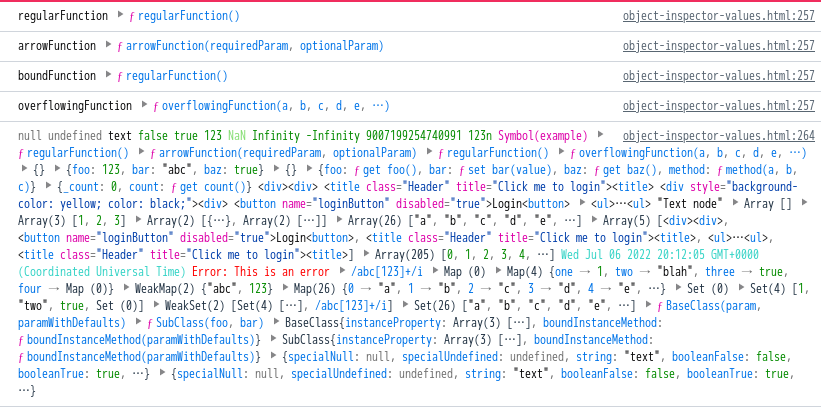 regularFunction ▶ ƒ regularFunction() object-inspector-values.html:257
arrowFunction ▶ ƒ arrowFunction(requiredParam, optionalParam) object-inspector-values.html:257
boundFunction ▶ ƒ regularFunction() object-inspector-values.html:257
overflowingFunction ▶ ƒ overflowingFunction(a, b, c, d, e, …) object-inspector-values.html:257
null undefined text false true 123 NaN Infinity -Infinity 9007199254740991 123n Symbol(example) ▶ object-inspector-values.html:264
ƒ regularFunction() ▶ ƒ arrowFunction(requiredParam, optionalParam) ▶ ƒ regularFunction() ▶ ƒ overflowingFunction(a, b, c, d, e, …)
▶ {} ▶ {foo: 123, bar: "abc", baz: true} ▶ {} ▶ {foo: ƒ get foo(), bar: ƒ set bar(value), baz: ƒ get baz(), method: ƒ method(a, b,
c)} ▶ {_count: 0, count: ƒ get count()} <div><div> <title class="Header" title="Click me to login"><title> <div style="background-
color: yellow; color: black;"><div> <button name="loginButton" disabled="true">Login<button> ▶ <ul>…<ul> "Text node" ▶ Array [] ▶
Array(3) [1, 2, 3] ▶ Array(2) [{…}, Array(2) […]] ▶ Array(26) ["a", "b", "c", "d", "e", …] ▶ Array(5) [<div><div>,
<button name="loginButton" disabled="true">Login<button>, <title class="Header" title="Click me to login"><title>, <ul>…<ul>,
<title class="Header" title="Click me to login"><title>] ▶ Array(205) [0, 1, 2, 3, 4, …] Wed Jul 06 2022 20:12:05 GMT+0000
(Coordinated Universal Time) Error: This is an error ▶ /abc[123]+/i ▶ Map (0) ▶ Map(4) {one → 1, two → "blah", three → true,
four → Map (0)} ▶ WeakMap(2) {"abc", 123} ▶ Map(26) {0 → "a", 1 → "b", 2 → "c", 3 → "d", 4 → "e", …} ▶ Set (0) ▶ Set(4) [1,
"two", true, Set (0)] ▶ WeakSet(2) [Set(4) […], /abc[123]+/i] ▶ Set(26) ["a", "b", "c", "d", "e", …] ▶ ƒ BaseClass(param,
paramWithDefaults) ▶ ƒ SubClass(foo, bar) ▶ BaseClass{instanceProperty: Array(3) […], boundInstanceMethod:
ƒ boundInstanceMethod(paramWithDefaults)} ▶ SubClass{instanceProperty: Array(3) […], boundInstanceMethod:
ƒ boundInstanceMethod(paramWithDefaults)} ▶ {specialNull: null, specialUndefined: undefined, string: "text", booleanFalse: false,
booleanTrue: true, …} ▶ {specialNull: null, specialUndefined: undefined, string: "text", booleanFalse: false, booleanTrue: true,
…}